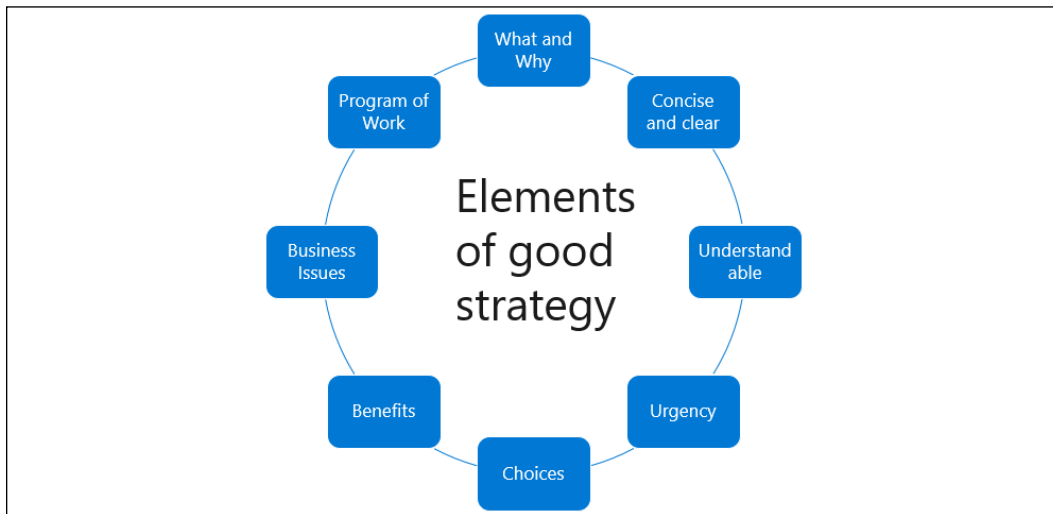 What and
Why
Concise
and clear
Understand
able
Urgency
Choices
Benefits
Business
Issues
Program of
Work
Elements
of good
strategy